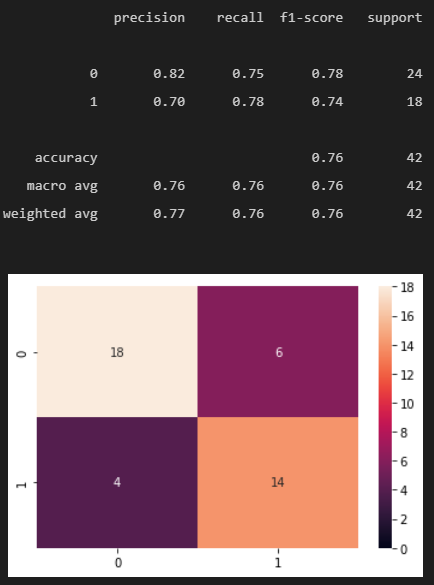 precision recall f1-score support
0 0.82 0.75 0.78 24
1 0.70 0.78 0.74 18
accuracy 0.76 42
macro avg 0.76 0.76 0.76 42
weighted avg 0.77 0.76 0.76 42
18
16
14
12
10
8
6
4
2
0
0 18 6
1 4 14
0 1